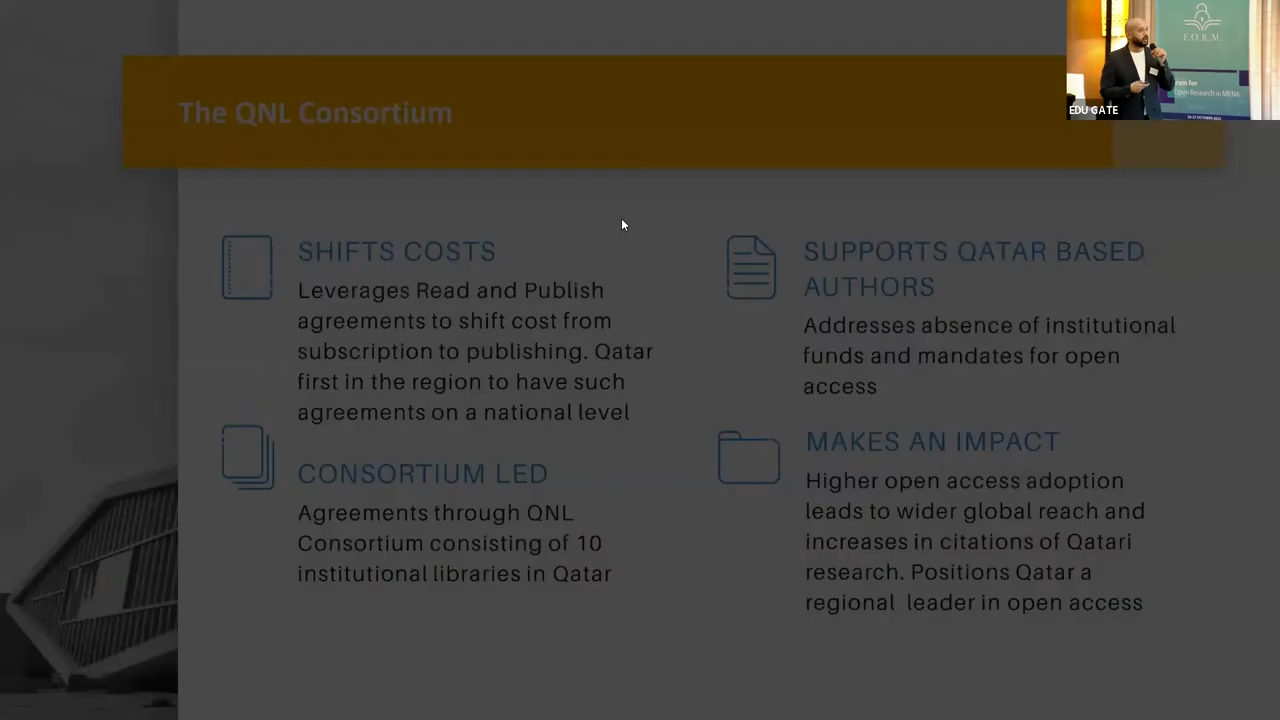 The QNL Consortium
SHIFTS COSTS
Leverages Read and Publish
agreements to shift cost from
subscription to publishing. Qatar
first in the region to have such
agreements on a national level
CONSORTIUM LED
Agreements through QNL
Consortium consisting of 10
institutional libraries in Qatar
SUPPORTS QATAR BASED
AUTHORS
Addresses absence of institutional
funds and mandates for open
access
MAKES AN IMPACT
Higher open access adoption
leads to wider global reach and
increases in citations of Qatari
research. Positions Qatar a
regional leader in open access
F.O.R.M.
Open Research in MENA
EDU GATE